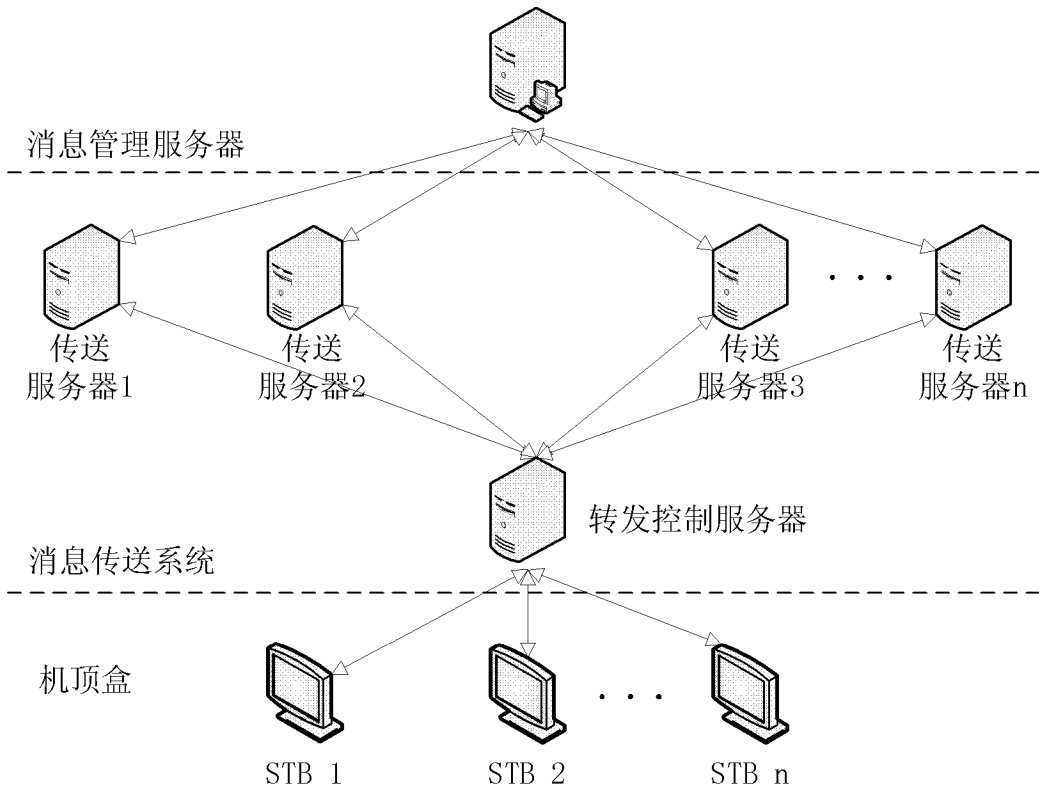 消息管理服务器
传送
服务器1
传送
服务器2
传送
服务器3
· · ·
传送
服务器n
转发控制服务器
消息传送系统
机顶盒
· · ·
STB 1
STB 2
STB n